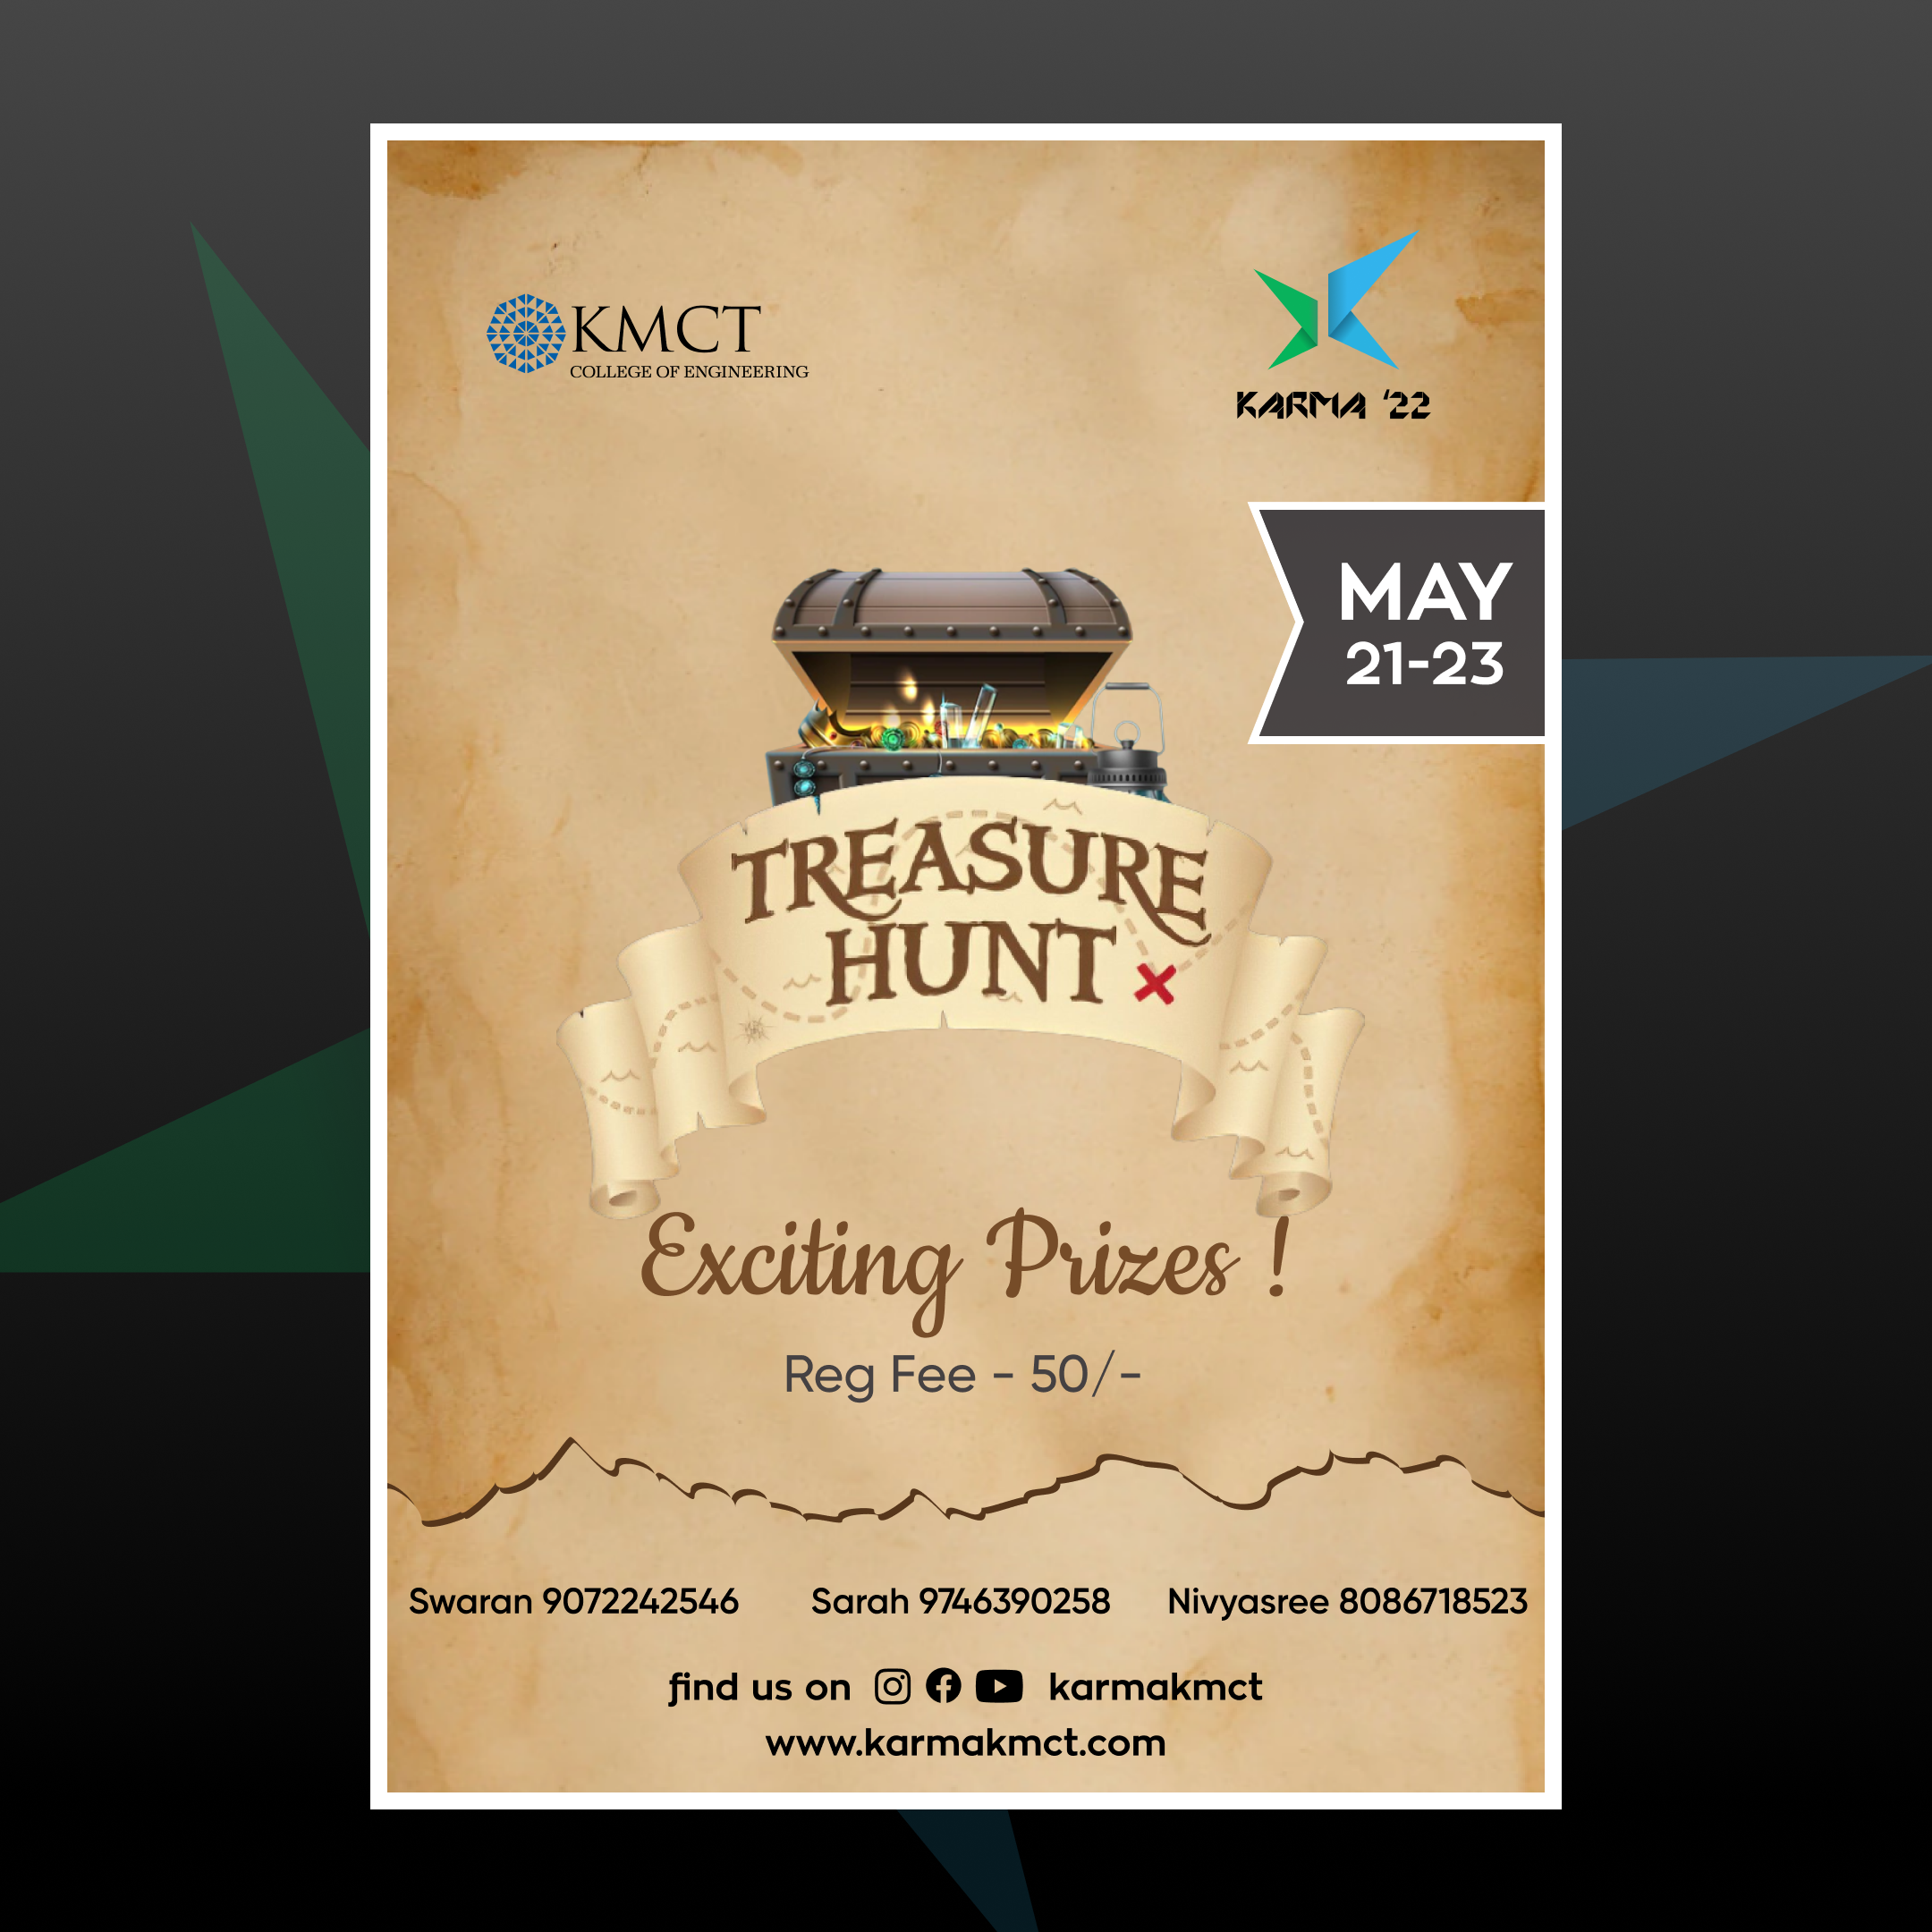 KMCT
COLLEGE OF ENGINEERING
KARMA '22
MAY
21-23
TREASURE
HUNT
Exciting Prizes !
Reg Fee - 50/-
Swaran 9072242546 Sarah 9746390258 Nivyasree 8086718523
find us on karmakmct
www.karmakmct.com